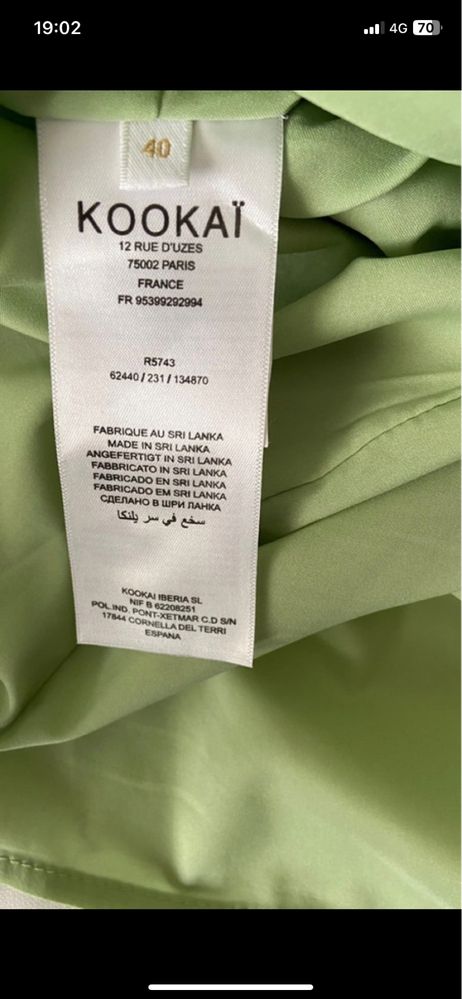 19:02
4G 70
40
KOOKAÏ
12 RUE D'UZES
75002 PARIS
FRANCE
FR 95399292994
R5743
62440 / 231 / 134870
FABRIQUE AU SRI LANKA
MADE IN SRI LANKA
ANGEFERTIGT IN SRI LANKA
FABBRICATO IN SRI LANKA
FABRICADO EN SRI LANKA
FABRICADO EM SRI LANKA
СДЕЛАНО В ШРИ ЛАНКА
سخع في سر يلنكا
KOOKAI IBERIA SL
NIF B 62208251
POL.IND. PONT-XETMAR C.D S/N
17844 CORNELLA DEL TERRI
ESPANA